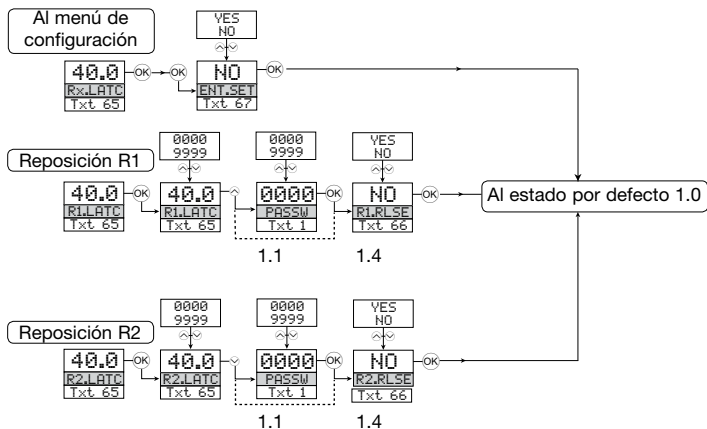 Al menú de
configuración
YES
NO
40.0
Rx.LATC
Txt 65
OK
OK
NO
ENT.SET
Txt 67
OK
Reposición R1
0000
9999
0000
9999
YES
NO
40.0
R1.LATC
Txt 65
OK
40.0
R1.LATC
Txt 65
0000
PASSW
Txt 1
OK
NO
R1.RLSE
Txt 66
OK
Al estado por defecto 1.0
1.1
1.4
Reposición R2
0000
9999
0000
9999
YES
NO
40.0
R2.LATC
Txt 65
OK
40.0
R2.LATC
Txt 65
0000
PASSW
Txt 1
OK
NO
R2.RLSE
Txt 66
OK
1.1
1.4